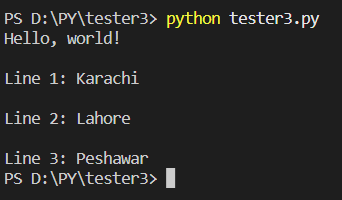 PS D:\PY\tester3> python tester3.py
Hello, world!
Line 1: Karachi
Line 2: Lahore
Line 3: Peshawar
PS D:\PY\tester3>